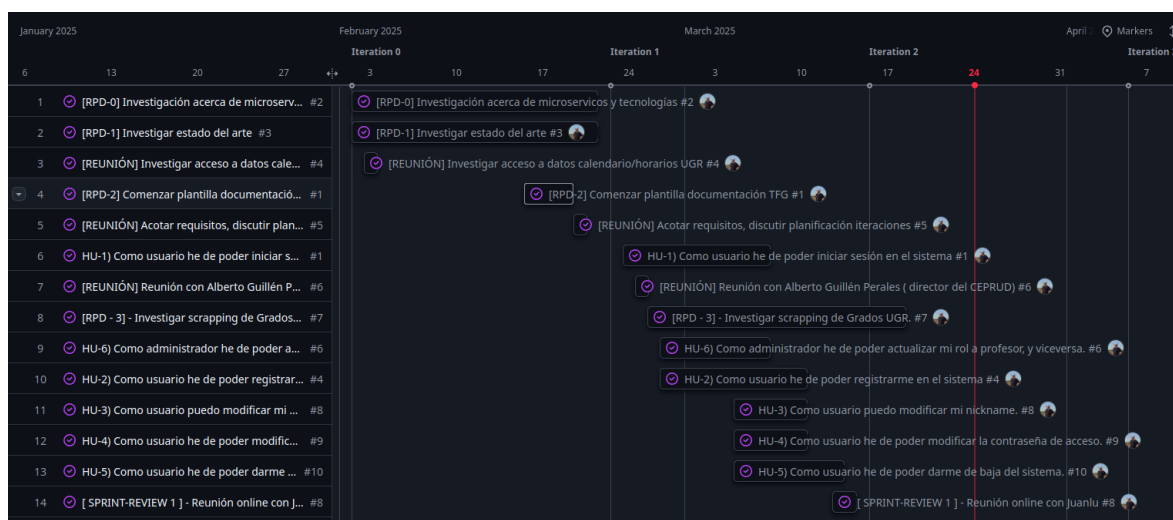 January 2025 February 2025 March 2025 April Markers
Iteration 0 Iteration 1 Iteration 2 Iteration
6 13 20 27 3 10 17 24 3 10 17 24 31 7
1 [RPD-0] Investigación acerca de microserv... #2 [RPD-0] Investigación acerca de microservicos y tecnologías #2
2 [RPD-1] Investigar estado del arte #3 [RPD-1] Investigar estado del arte #3
3 [REUNIÓN] Investigar acceso a datos cale... #4 [REUNIÓN] Investigar acceso a datos calendario/horarios UGR #4
4 [RPD-2] Comenzar plantilla documentació... #1 [RPD-2] Comenzar plantilla documentación TFG #1
5 [REUNIÓN] Acotar requisitos, discutir plan... #5 [REUNIÓN] Acotar requisitos, discutir planificación iteraciones #5
6 HU-1) Como usuario he de poder iniciar s... #1 HU-1) Como usuario he de poder iniciar sesión en el sistema #1
7 [REUNIÓN] Reunión con Alberto Guillén P... #6 [REUNIÓN] Reunión con Alberto Guillén Perales ( director del CEPRUD) #6
8 [RPD - 3] - Investigar scrapping de Grados... #7 [RPD - 3] - Investigar scrapping de Grados UGR. #7
9 HU-6) Como administrador he de poder a... #6 HU-6) Como administrador he de poder actualizar mi rol a profesor, y viceversa. #6
10 HU-2) Como usuario he de poder registrar... #4 HU-2) Como usuario he de poder registrarme en el sistema #4
11 HU-3) Como usuario puedo modificar mi ... #8 HU-3) Como usuario puedo modificar mi nickname. #8
12 HU-4) Como usuario he de poder modific... #9 HU-4) Como usuario he de poder modificar la contraseña de acceso. #9
13 HU-5) Como usuario he de poder darme ... #10 HU-5) Como usuario he de poder darme de baja del sistema. #10
14 [ SPRINT-REVIEW 1 ] - Reunión online con J... #8 [ SPRINT-REVIEW 1 ] - Reunión online con Juanlu #8